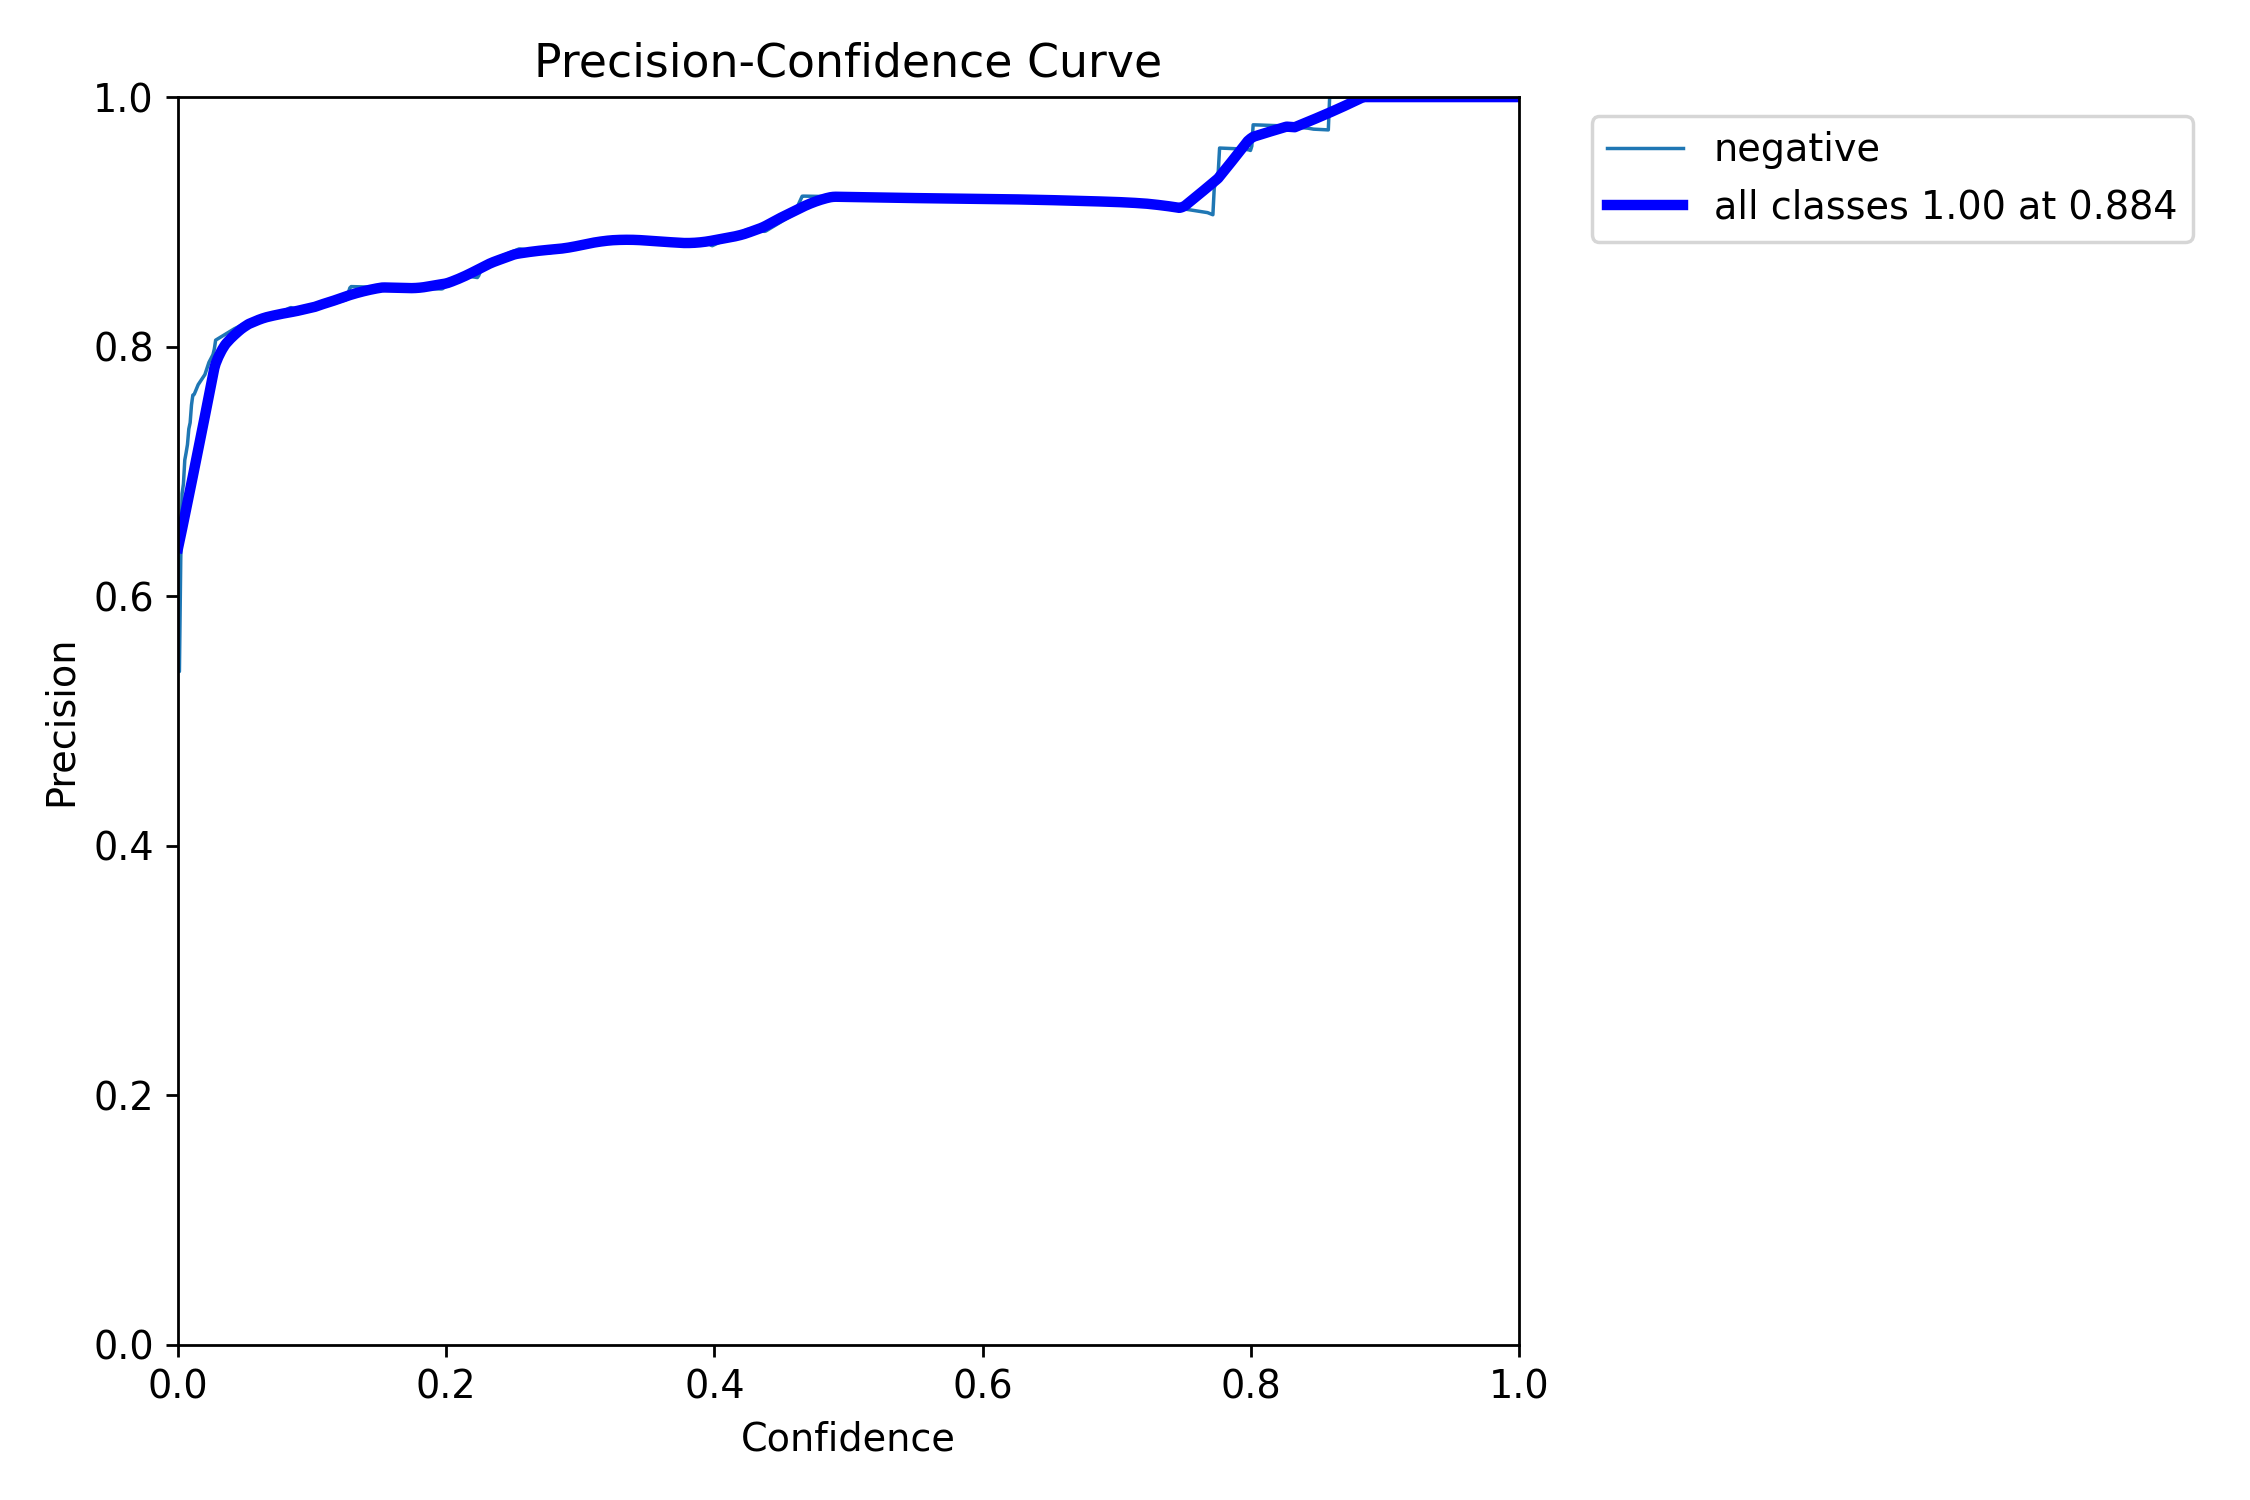 Precision-Confidence Curve
1.0
0.8
0.6
0.4
0.2
0.0
Precision
0.0 0.2 0.4 0.6 0.8 1.0
Confidence
negative
all classes 1.00 at 0.884